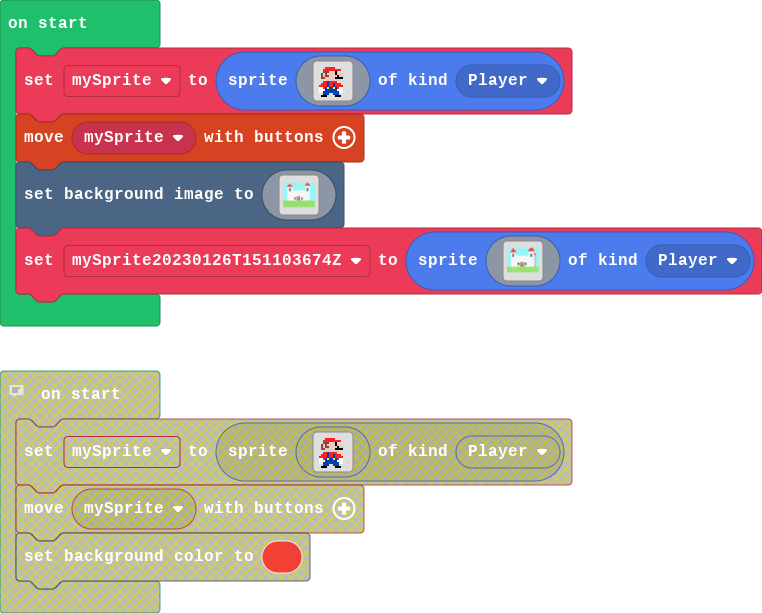 on start
set mySprite to sprite of kind Player
move mySprite with buttons
set background image to
set mySprite20230126T151103674Z to sprite of kind Player
on start
set mySprite to sprite of kind Player
move mySprite with buttons
set background color to